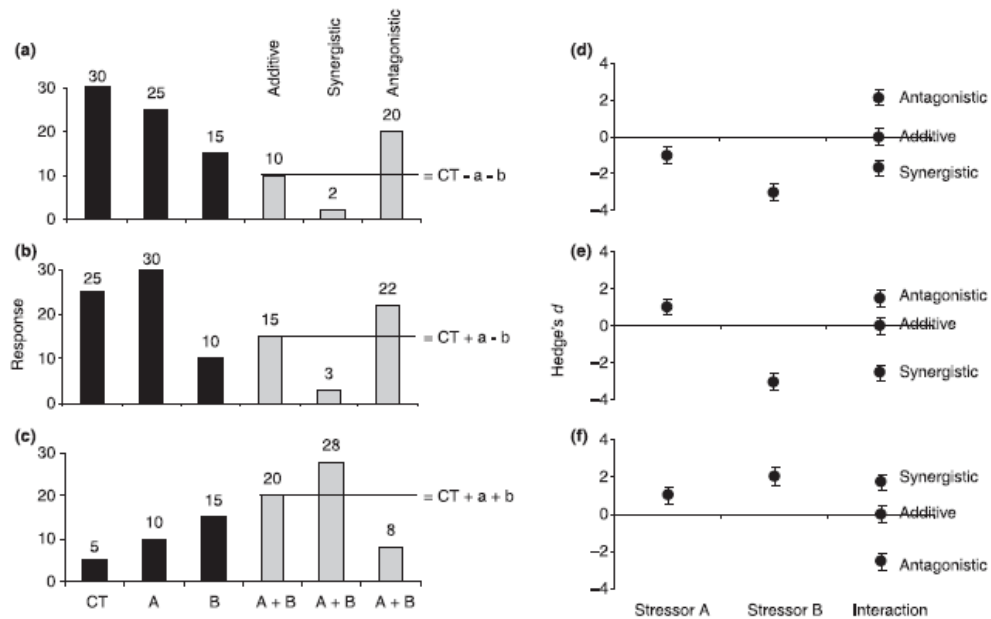 (a)
Additive
Synergistic
Antagonistic
30
30
25
20
20
15
10
10
2
0
= CT - a - b
(b)
30
30
25
22
20
15
10
10
3
0
= CT + a - b
Response
(c)
30
28
20
20
15
10
10
8
5
0
= CT + a + b
CT
A
B
A + B
A + B
A + B
(d)
4
2
0
−2
−4
Antagonistic
Additive
Synergistic
(e)
4
2
0
−2
−4
Antagonistic
Additive
Synergistic
Hedge's d
(f)
4
2
0
−2
−4
Synergistic
Additive
Antagonistic
Stressor A
Stressor B
Interaction